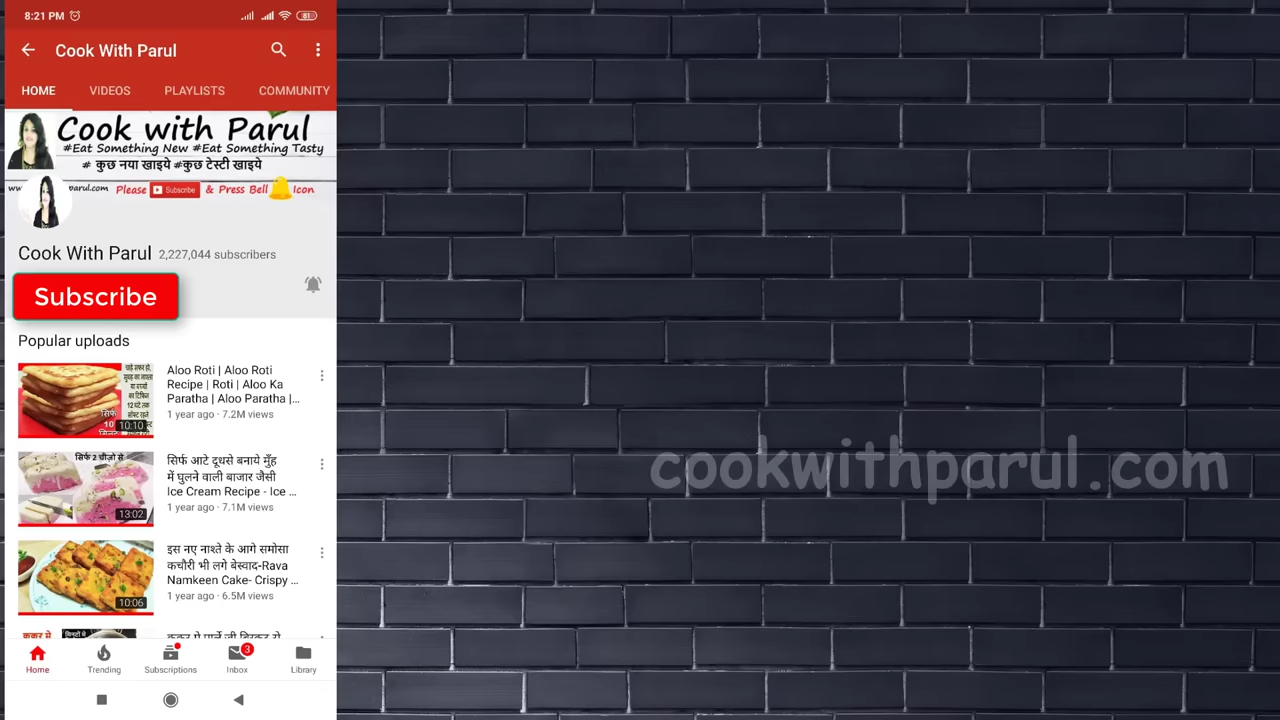 8:21 PM
81
Cook With Parul
HOME VIDEOS PLAYLISTS COMMUNITY
Cook with Parul
#Eat Something New #Eat Something Tasty
# कुछ नया खाइये #कुछ टेस्टी खाइये
parul.com Please Subscribe & Press Bell Icon
Cook With Parul 2,227,044 subscribers
Subscribe
Popular uploads
Aloo Roti | Aloo Roti
Recipe | Roti | Aloo Ka
Paratha | Aloo Paratha |...
1 year ago · 7.2M views
सिर्फ
10
10:10
सिर्फ 2 चीज़ो से
सिर्फ आटे दूधसे बनाये मुँह
में घुलने वाली बाजार जैसी
Ice Cream Recipe - Ice ...
1 year ago · 7.1M views
13:02
इस नए नाश्ते के आगे समोसा
कचौरी भी लगे बेस्वाद-Rava
Namkeen Cake- Crispy ...
1 year ago · 6.5M views
10:06
3
Home Trending Subscriptions Inbox Library
cookwithparul.com